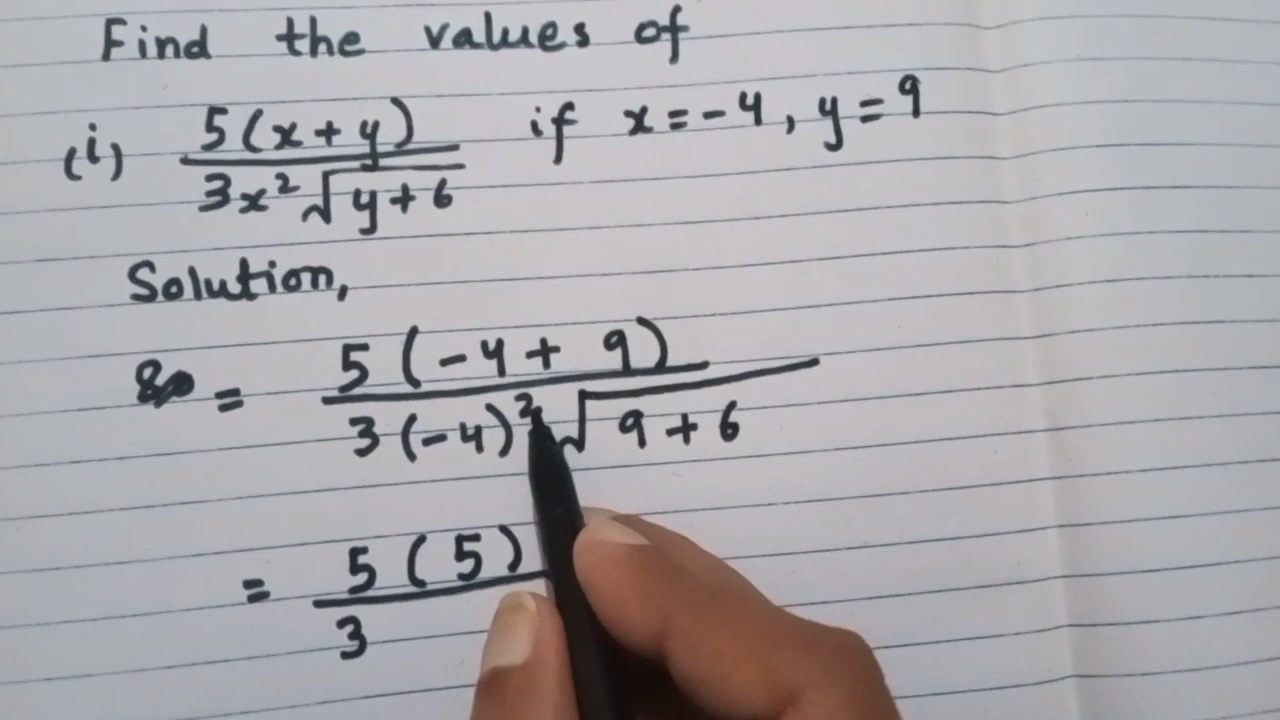 Find the values of
(i) 5(x+y) if x=-4, y=9
3x²√y+6
Solution,
= 5(-4+9)
3(-4)²√9+6
= 5(5)
3